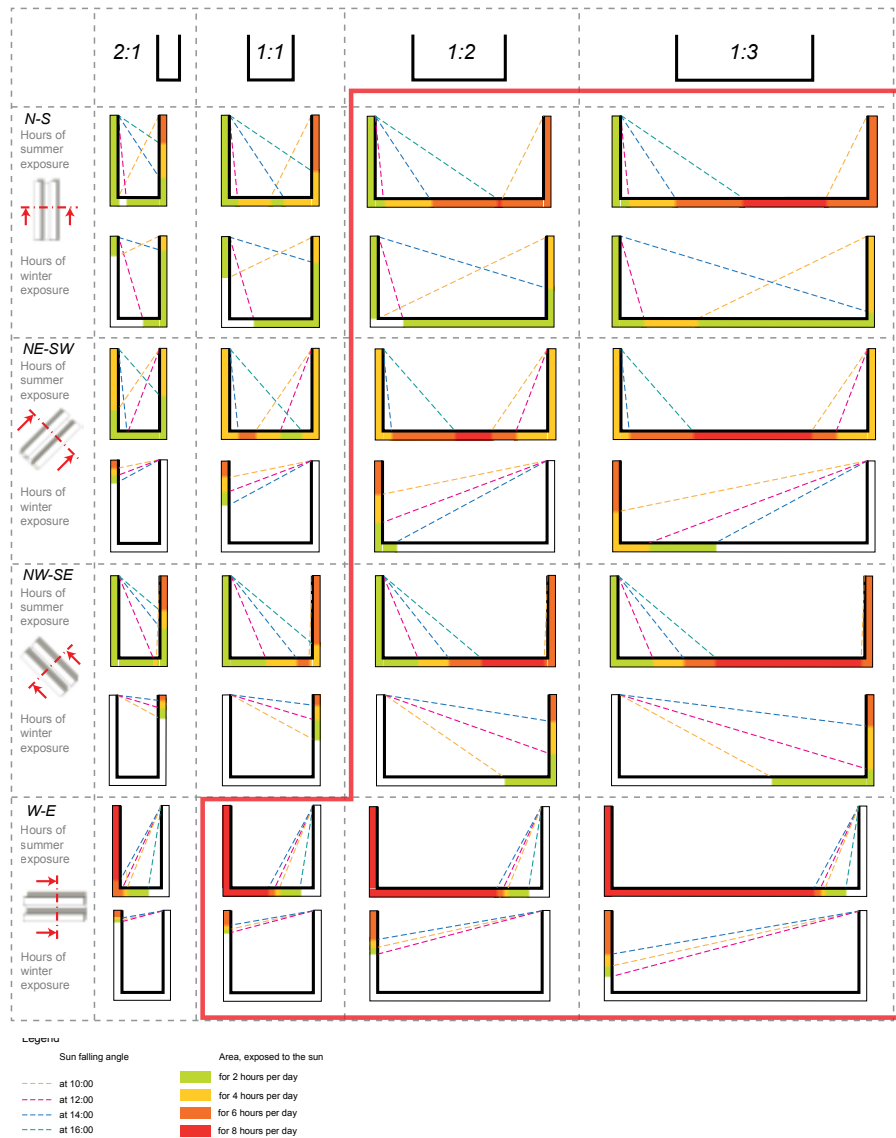 2:1
1:1
1:2
1:3
N-S
Hours of
summer
exposure
Hours of
winter
exposure
NE-SW
Hours of
summer
exposure
Hours of
winter
exposure
NW-SE
Hours of
summer
exposure
Hours of
winter
exposure
W-E
Hours of
summer
exposure
Hours of
winter
exposure
Legend
Sun falling angle
at 10:00
at 12:00
at 14:00
at 16:00
Area, exposed to the sun
for 2 hours per day
for 4 hours per day
for 6 hours per day
for 8 hours per day